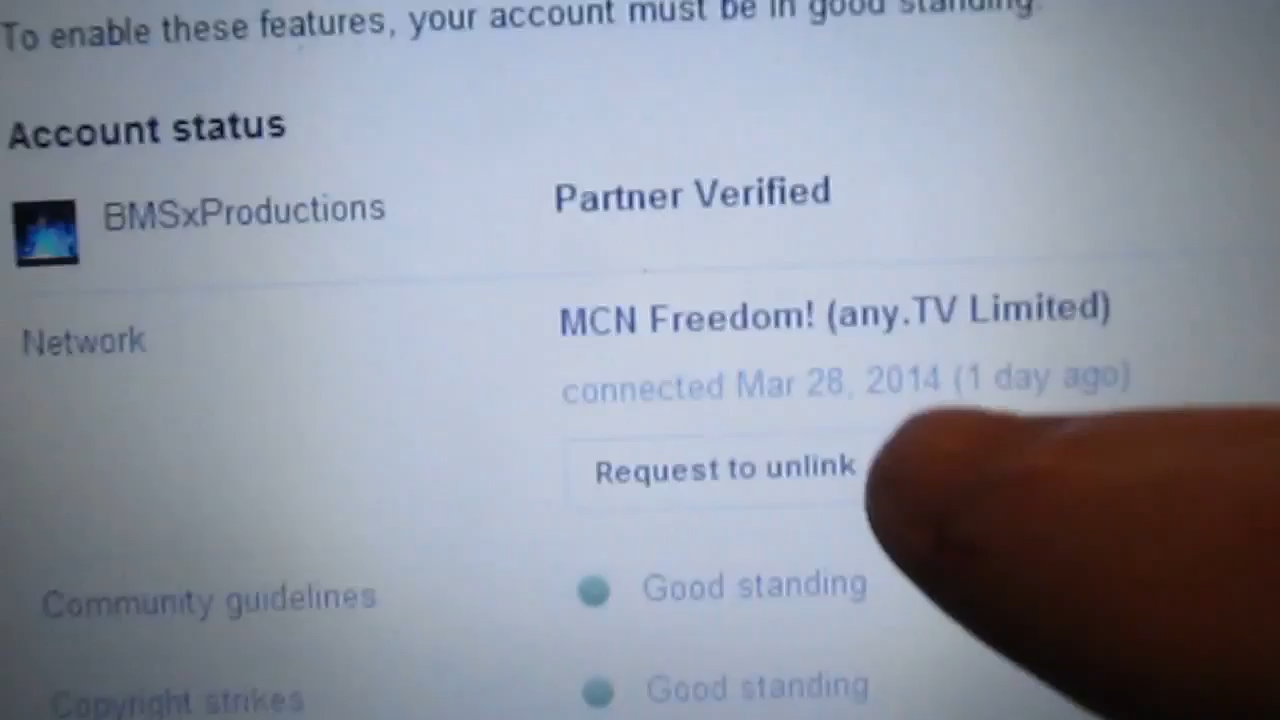 To enable these features, your account must be in good standing.
Account status
BMSxProductions
Partner Verified
Network
MCN Freedom! (any.TV Limited)
connected Mar 28, 2014 (1 day ago)
Request to unlink
Community guidelines
Good standing
Copyright strikes
Good standing